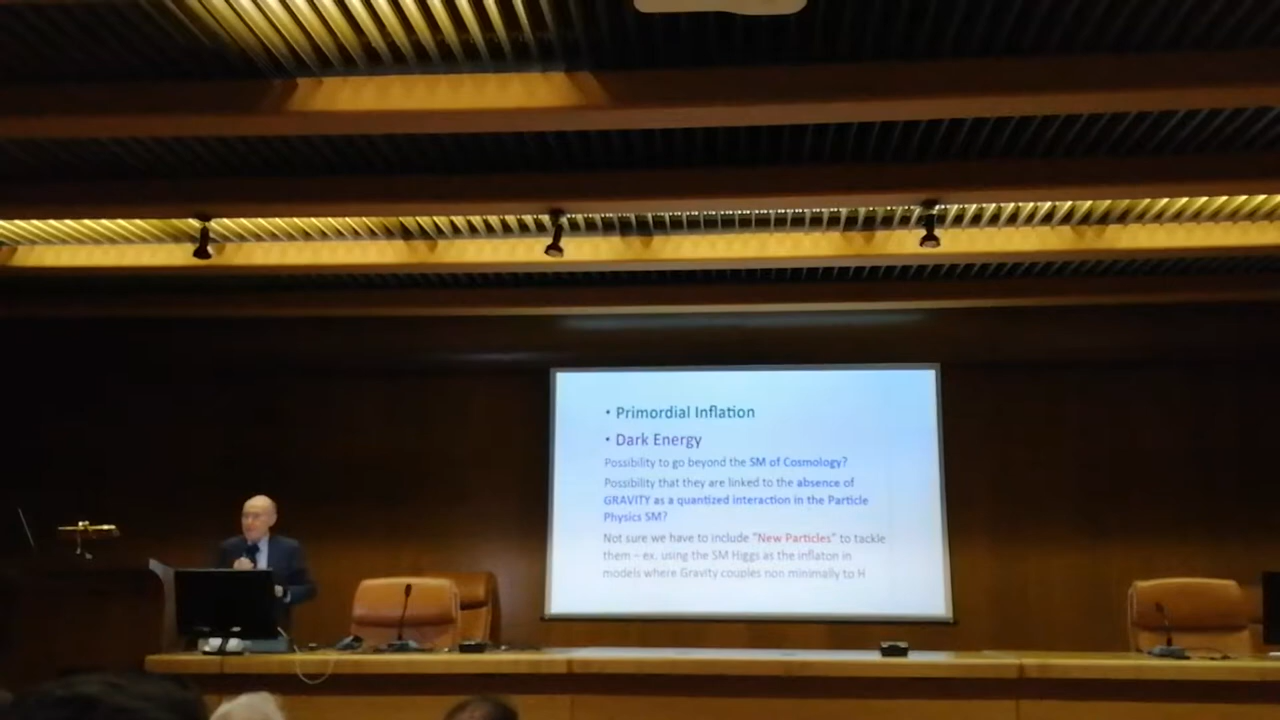 • Primordial Inflation
• Dark Energy
Possibility to go beyond the SM of Cosmology?
Possibility that they are linked to the absence of
GRAVITY as a quantized interaction in the Particle
Physics SM?
Not sure we have to include "New Particles" to tackle
them – ex. using the SM Higgs as the inflaton in
models where Gravity couples non minimally to H